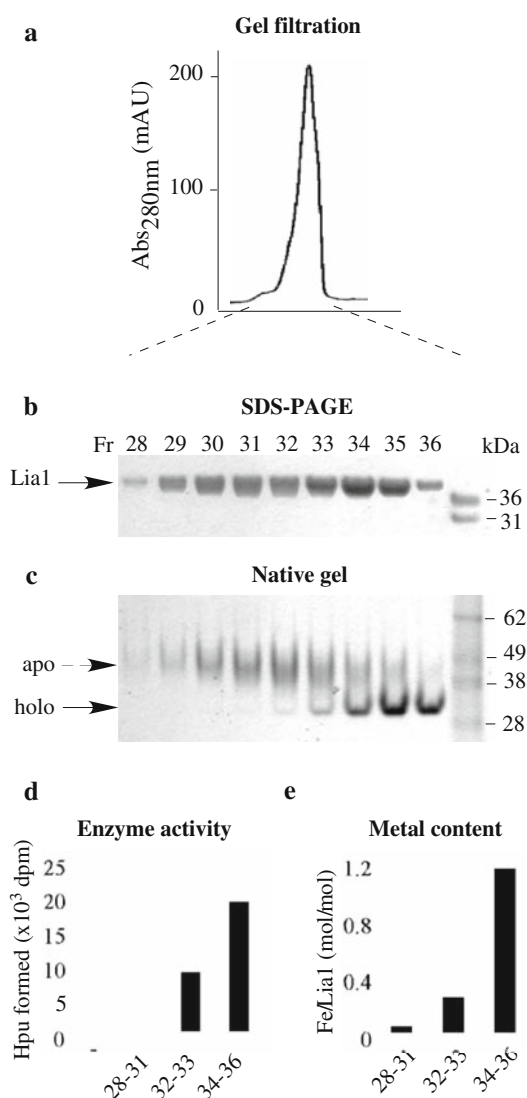 a
Gel filtration
Abs280nm (mAU)
200
100
0
b
SDS-PAGE
Fr 28 29 30 31 32 33 34 35 36 kDa
Lia1
- 36
- 31
c
Native gel
apo
holo
- 62
- 49
- 38
- 28
d
Enzyme activity
Hpu formed (x10³ dpm)
25
20
15
10
5
0
-
28-31
32-33
34-36
e
Metal content
Fe/Lia1 (mol/mol)
1.2
0.8
0.4
0
28-31
32-33
34-36